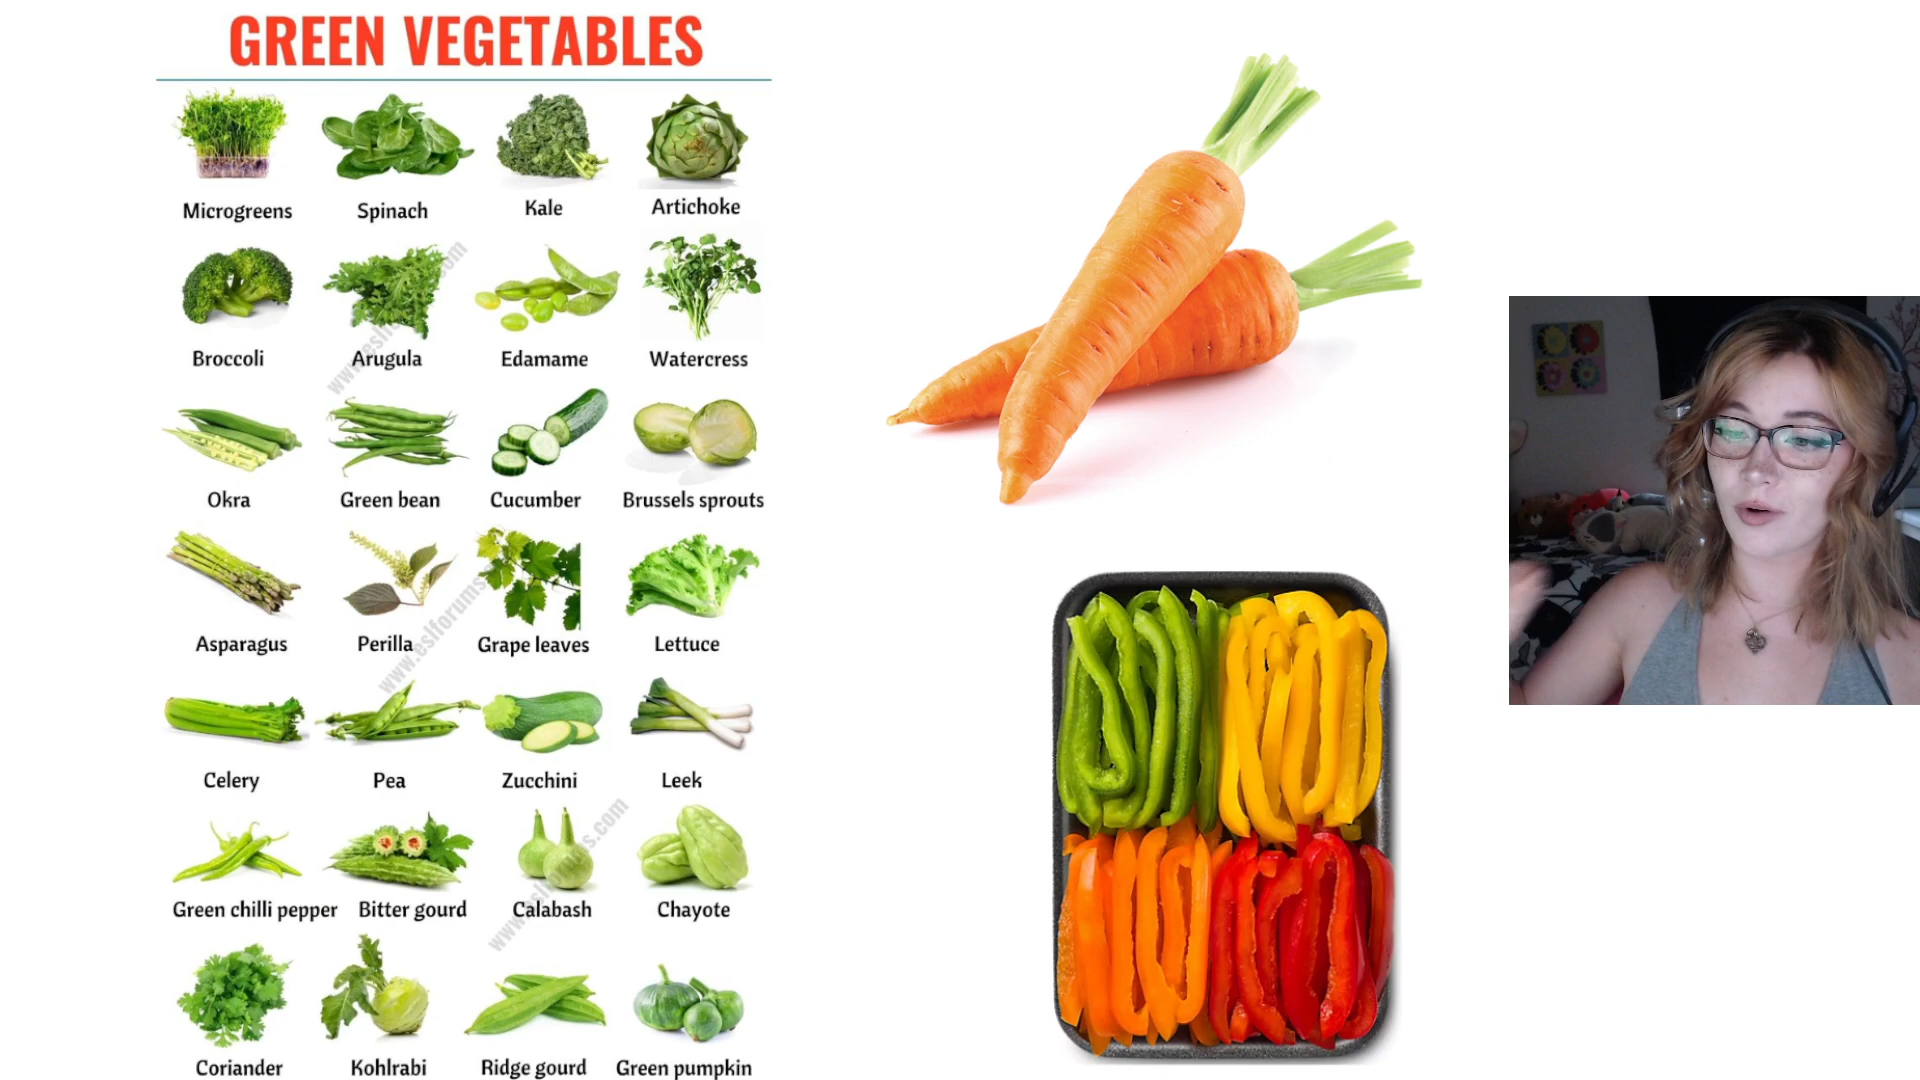 GREEN VEGETABLES
Microgreens Spinach Kale Artichoke
Broccoli Arugula Edamame Watercress
Okra Green bean Cucumber Brussels sprouts
Asparagus Perilla Grape leaves Lettuce
www.eslforums.
Celery Pea Zucchini Leek
Green chilli pepper Bitter gourd Calabash Chayote
Coriander Kohlrabi Ridge gourd Green pumpkin